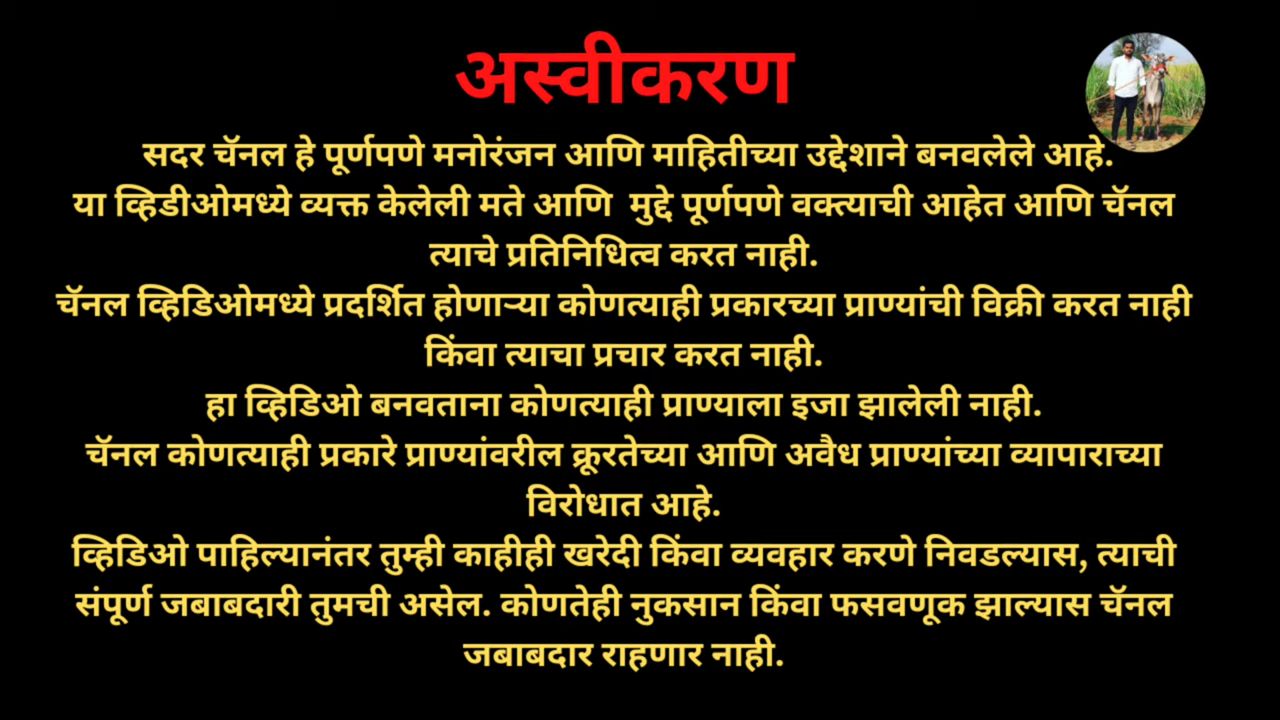 अस्वीकरण
सदर चॅनल हे पूर्णपणे मनोरंजन आणि माहितीच्या उद्देशाने बनवलेले आहे.
या व्हिडीओमध्ये व्यक्त केलेली मते आणि मुद्दे पूर्णपणे वक्त्याची आहेत आणि चॅनल
त्याचे प्रतिनिधित्व करत नाही.
चॅनल व्हिडिओमध्ये प्रदर्शित होणाऱ्या कोणत्याही प्रकारच्या प्राण्यांची विक्री करत नाही
किंवा त्याचा प्रचार करत नाही.
हा व्हिडिओ बनवताना कोणत्याही प्राण्याला इजा झालेली नाही.
चॅनल कोणत्याही प्रकारे प्राण्यांवरील क्रूरतेच्या आणि अवैध प्राण्यांच्या व्यापाराच्या
विरोधात आहे.
व्हिडिओ पाहिल्यानंतर तुम्ही काहीही खरेदी किंवा व्यवहार करणे निवडल्यास, त्याची
संपूर्ण जबाबदारी तुमची असेल. कोणतेही नुकसान किंवा फसवणूक झाल्यास चॅनल
जबाबदार राहणार नाही.